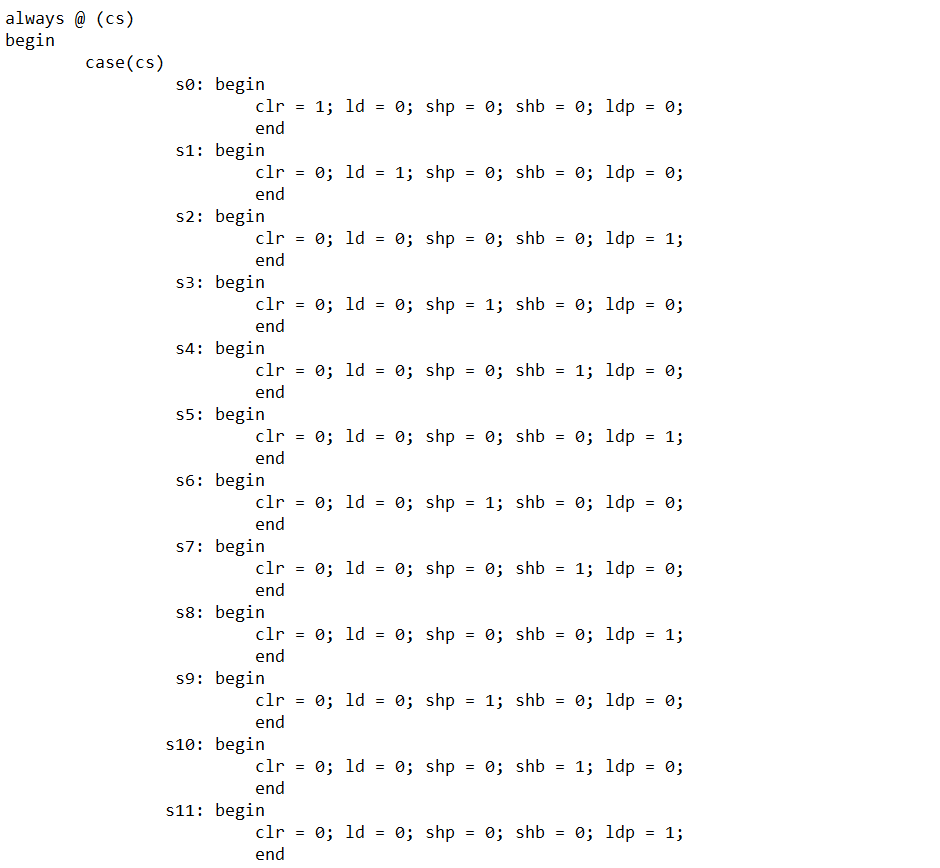 always @ (cs)
begin
case(cs)
s0: begin
clr = 1; ld = 0; shp = 0; shb = 0; ldp = 0;
end
s1: begin
clr = 0; ld = 1; shp = 0; shb = 0; ldp = 0;
end
s2: begin
clr = 0; ld = 0; shp = 0; shb = 0; ldp = 1;
end
s3: begin
clr = 0; ld = 0; shp = 1; shb = 0; ldp = 0;
end
s4: begin
clr = 0; ld = 0; shp = 0; shb = 1; ldp = 0;
end
s5: begin
clr = 0; ld = 0; shp = 0; shb = 0; ldp = 1;
end
s6: begin
clr = 0; ld = 0; shp = 1; shb = 0; ldp = 0;
end
s7: begin
clr = 0; ld = 0; shp = 0; shb = 1; ldp = 0;
end
s8: begin
clr = 0; ld = 0; shp = 0; shb = 0; ldp = 1;
end
s9: begin
clr = 0; ld = 0; shp = 1; shb = 0; ldp = 0;
end
s10: begin
clr = 0; ld = 0; shp = 0; shb = 1; ldp = 0;
end
s11: begin
clr = 0; ld = 0; shp = 0; shb = 0; ldp = 1;
end